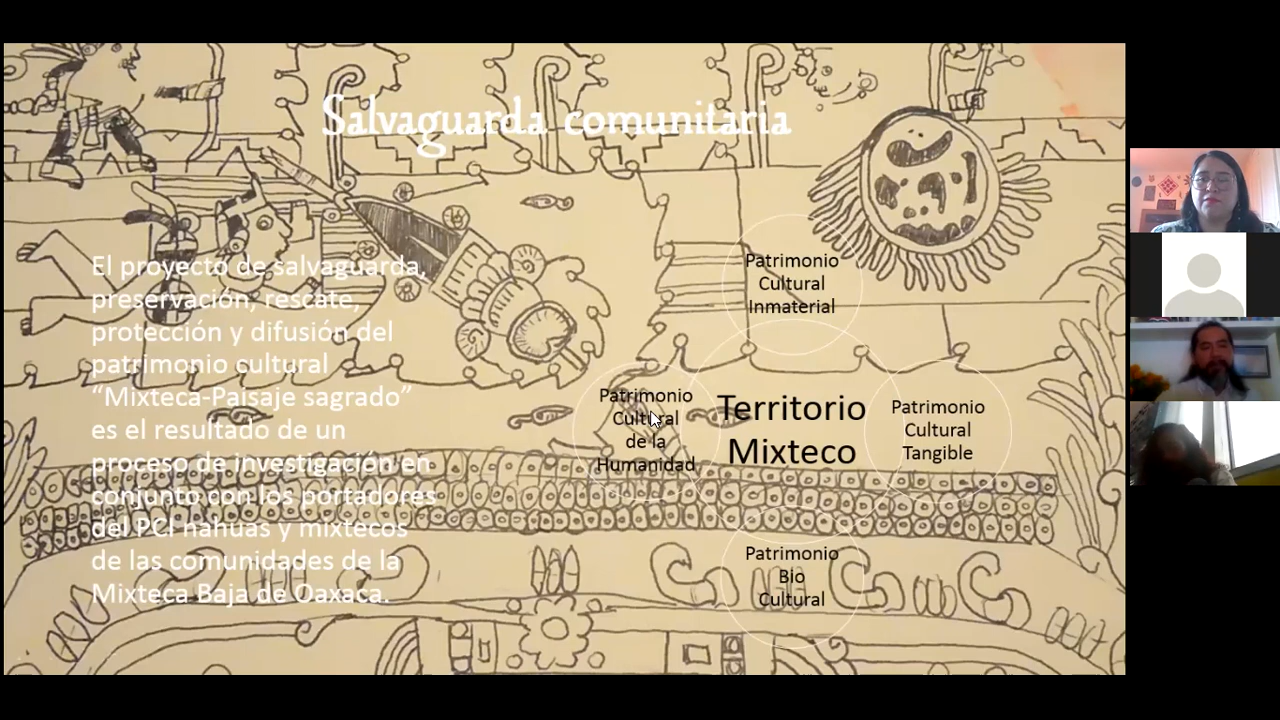 Salvaguarda comunitaria
El proyecto de salvaguarda,
preservación, rescate,
protección y difusión del
patrimonio cultural
“Mixteca-Paisaje sagrado”
es el resultado de un
proceso de investigación en
conjunto con los portadores
del PCI nahuas y mixtecos
de las comunidades de la
Mixteca Baja de Oaxaca.
Patrimonio
Cultural
Inmaterial
Patrimonio
Cultural
de la
Humanidad
Territorio
Mixteco
Patrimonio
Cultural
Tangible
Patrimonio
Bio
Cultural